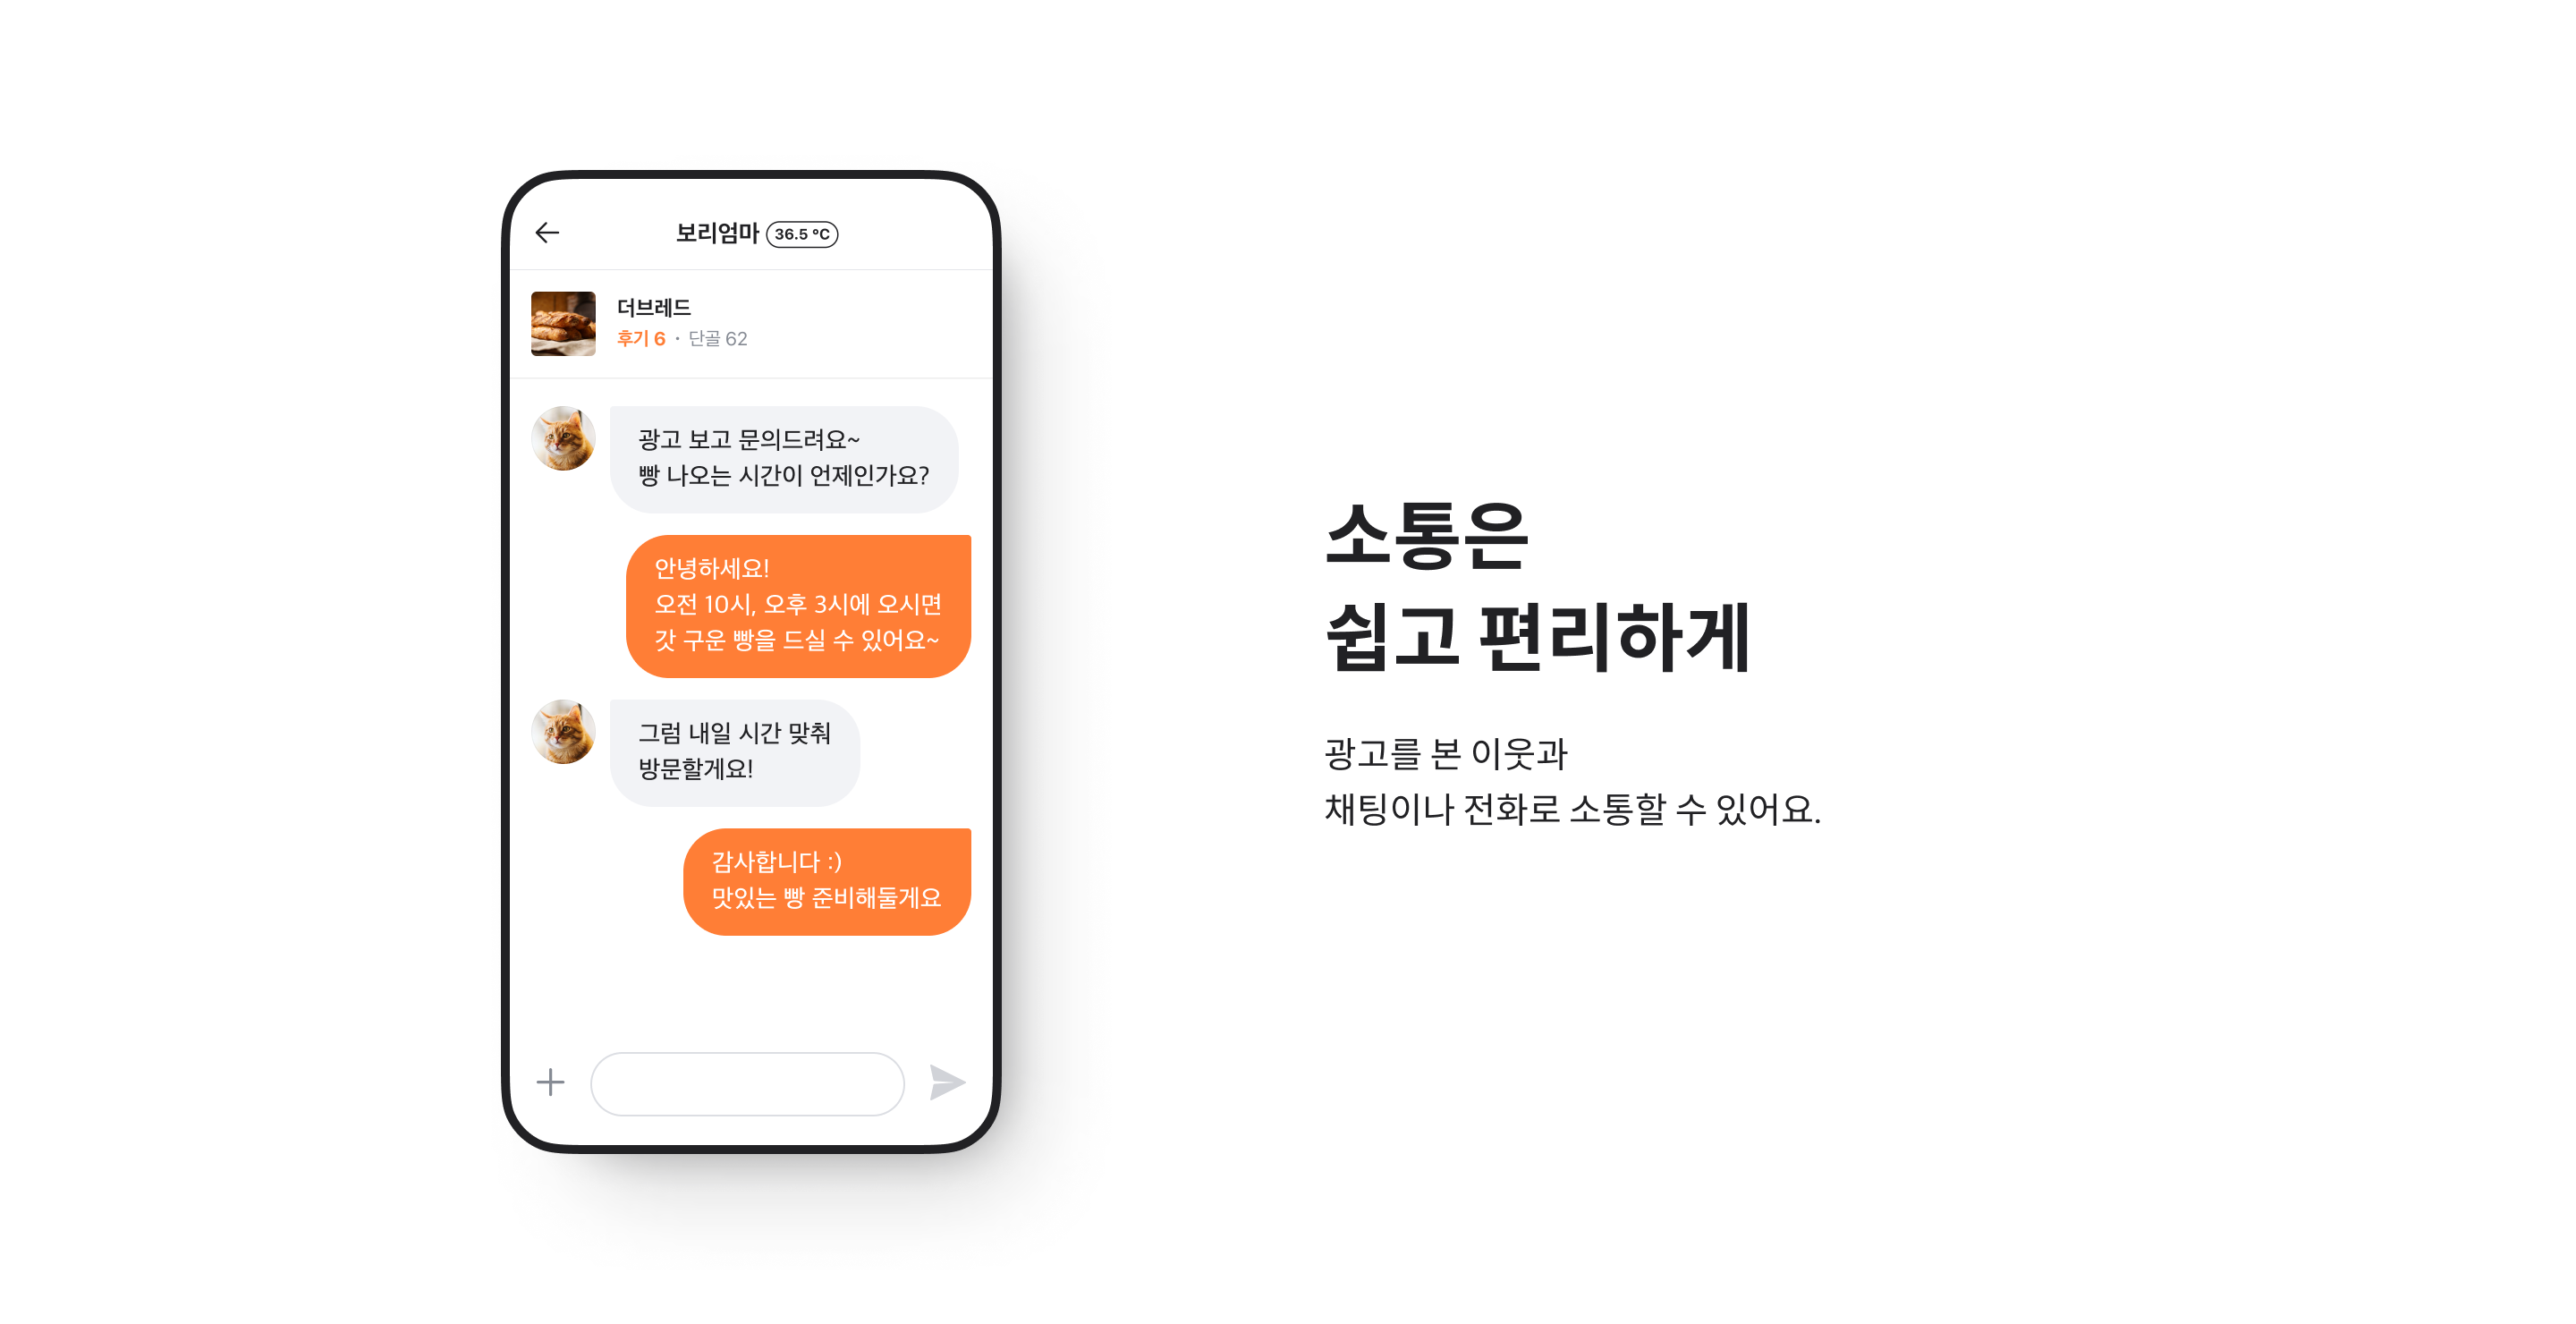 보리엄마 36.5 ºC
더브레드
후기 6 · 단골 62
광고 보고 문의드려요~
빵 나오는 시간이 언제인가요?
안녕하세요!
오전 10시, 오후 3시에 오시면
갓 구운 빵을 드실 수 있어요~
그럼 내일 시간 맞춰
방문할게요!
감사합니다 :)
맛있는 빵 준비해둘게요
소통은
쉽고 편리하게
광고를 본 이웃과
채팅이나 전화로 소통할 수 있어요.